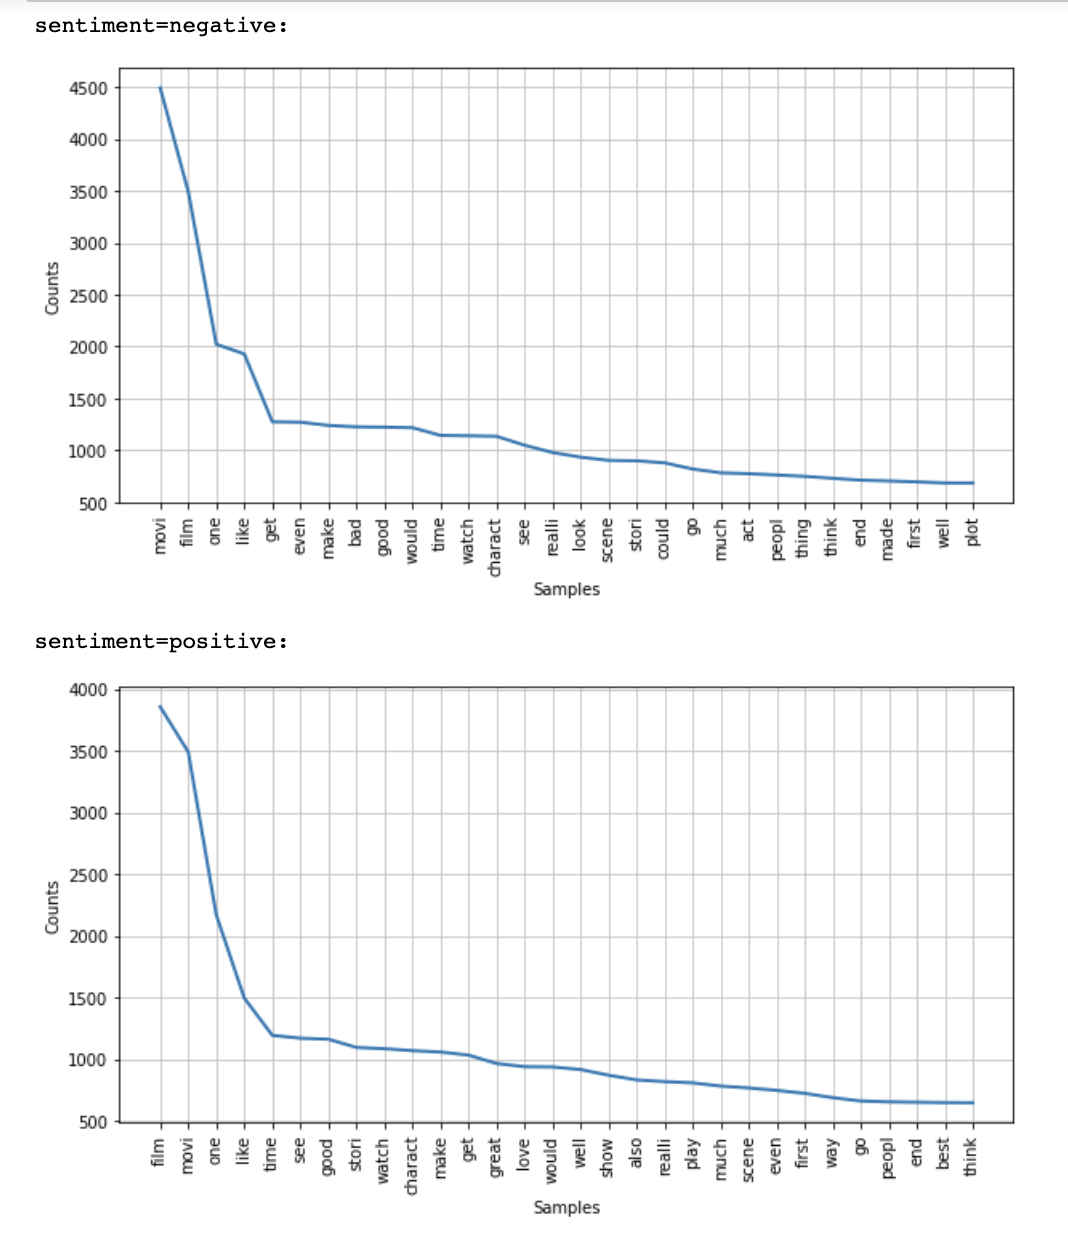 sentiment=negative:
4500
4000
3500
3000
2500
2000
1500
1000
500
Counts
movi film one like get even make bad good would time watch charact see realli look scene stori could go much act peopl thing think end made first well plot
Samples
sentiment=positive:
4000
3500
3000
2500
2000
1500
1000
500
Counts
film movi one like time see good stori watch charact make get great love would well show also realli play much scene even first way go peopl end best think
Samples